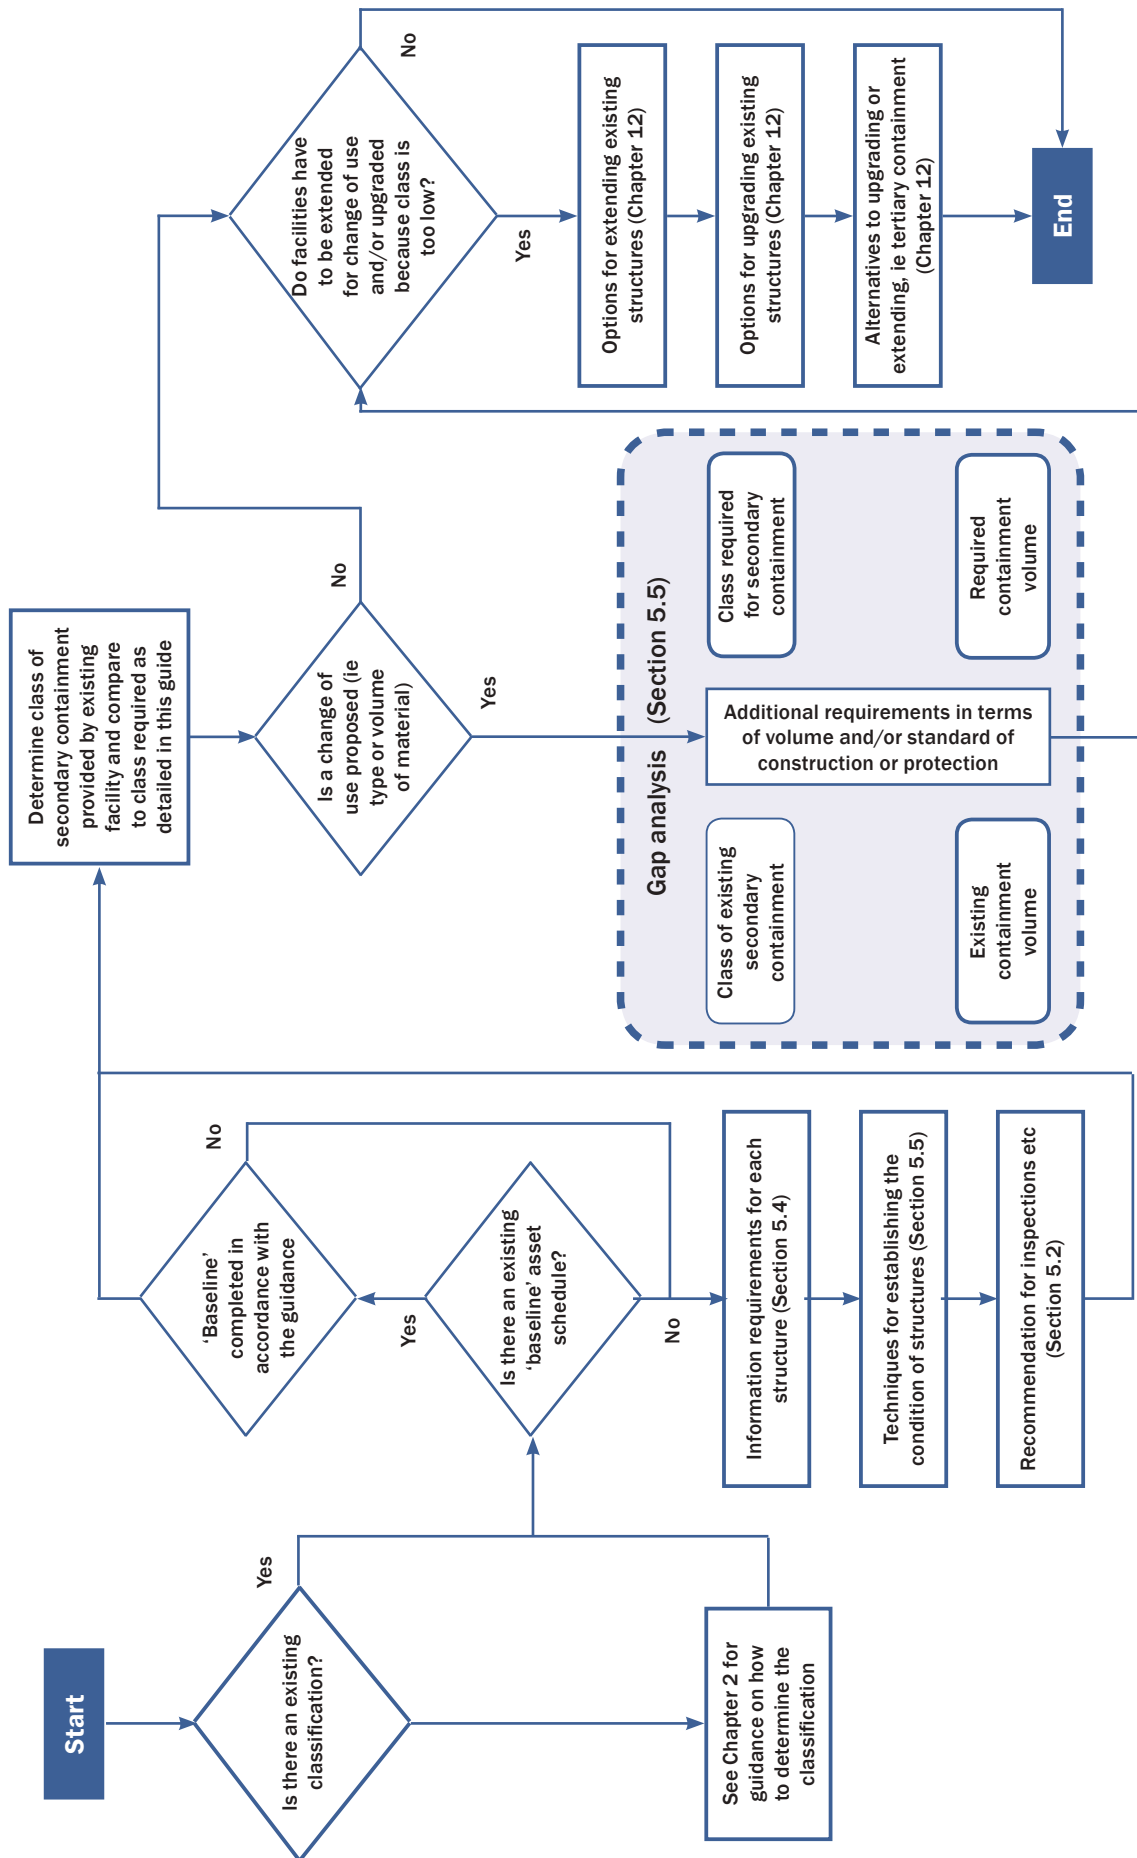 Start
Is there an existing
classification?
Yes
See Chapter 2 for
guidance on how
to determine the
classification
'Baseline'
completed in
accordance with
the guidance
No
Yes
Is there an existing
'baseline' asset
schedule?
No
Information requirements for each
structure (Section 5.4)
Techniques for establishing the
condition of structures (Section 5.5)
Recommendation for inspections etc
(Section 5.2)
Determine class of
secondary containment
provided by existing
facility and compare
to class required as
detailed in this guide
Is a change of
use proposed (ie
type or volume
of material)
No
Yes
Gap analysis (Section 5.5)
Class of existing
secondary
containment
Existing
containment
volume
Additional requirements in terms
of volume and/or standard of
construction or protection
Class required
for secondary
containment
Required
containment
volume
Do facilities have
to be extended
for change of use
and/or upgraded
because class is
too low?
No
Yes
Options for extending existing
structures (Chapter 12)
Options for upgrading existing
structures (Chapter 12)
Alternatives to upgrading or
extending, ie tertiary containment
(Chapter 12)
End